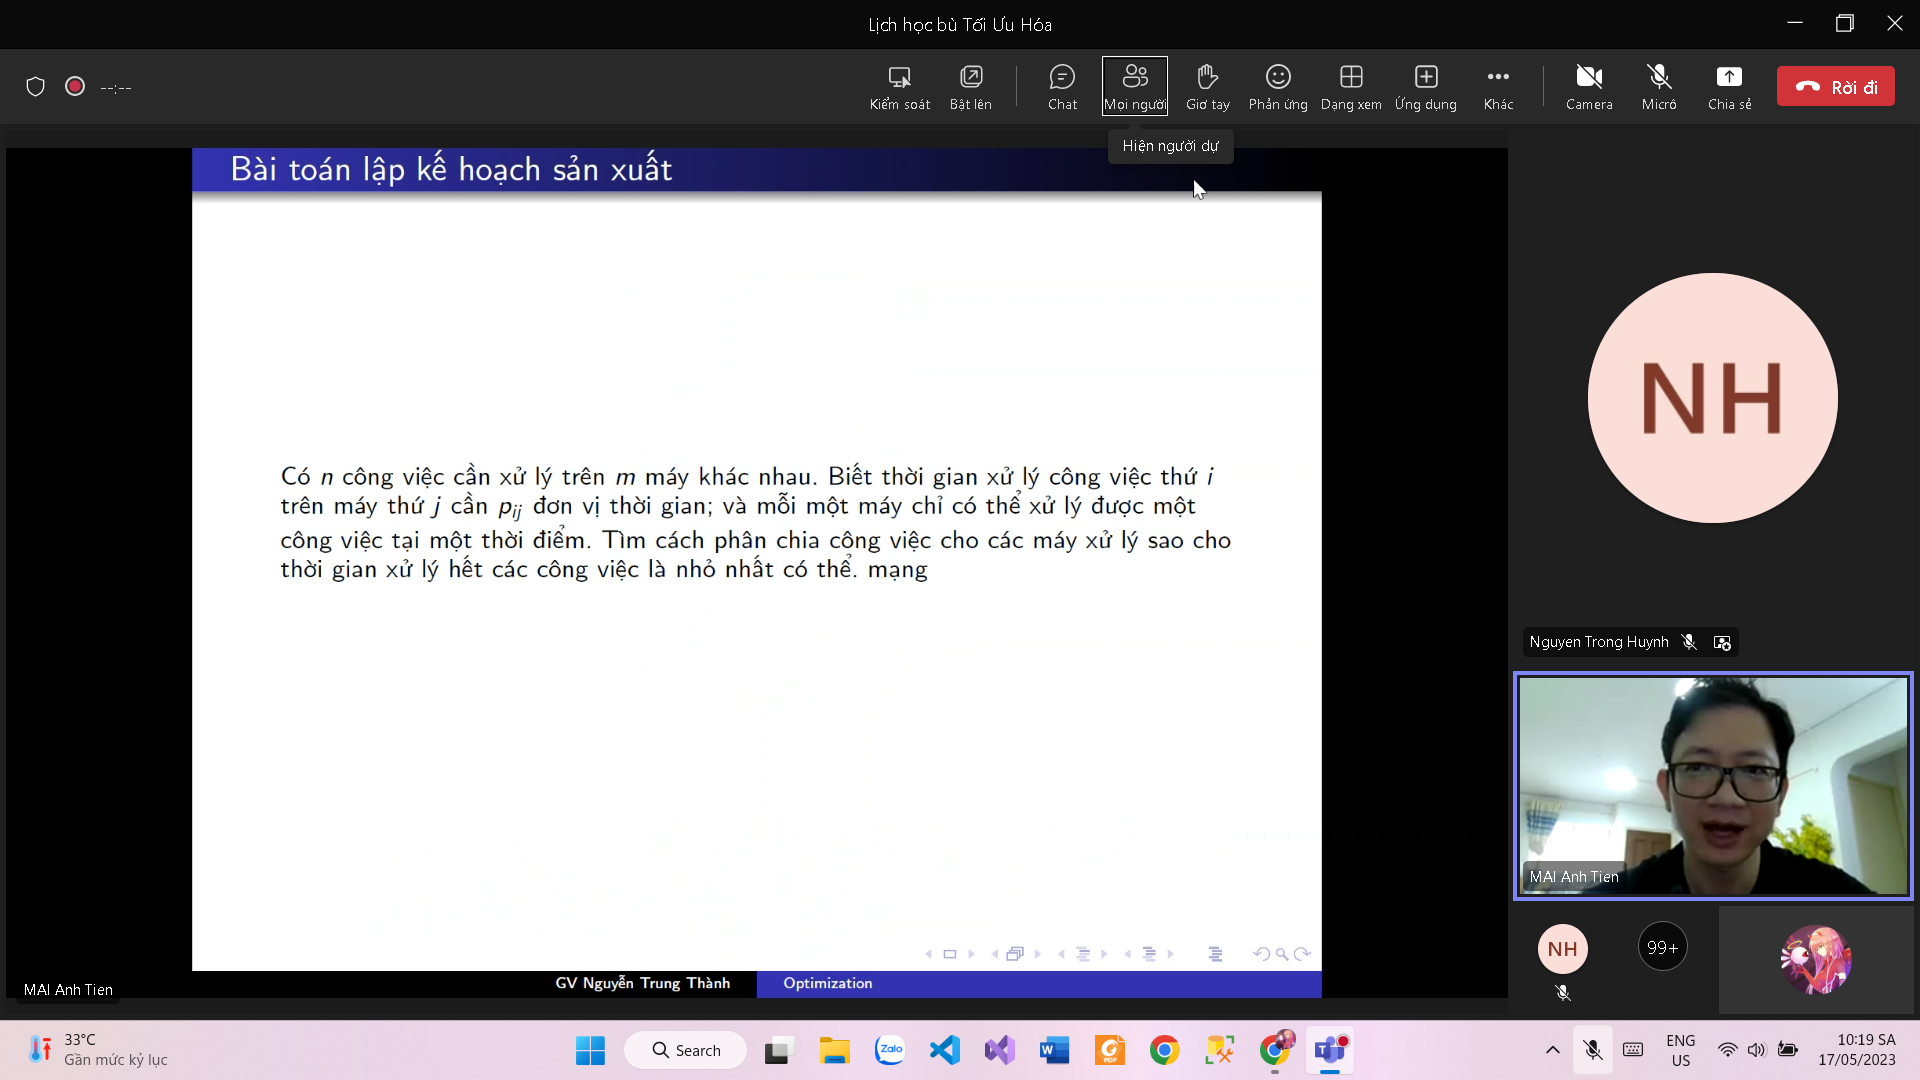 Lịch học bù Tối Ưu Hóa
--:--
Kiểm soát
Bật lên
Chat
Mọi người
Giơ tay
Phản ứng
Dạng xem
Ứng dụng
Khác
Camera
Micrô
Chia sẻ
Rời đi
Hiện người dự
Bài toán lập kế hoạch sản xuất
Có n công việc cần xử lý trên m máy khác nhau. Biết thời gian xử lý công việc thứ i
trên máy thứ j cần pij đơn vị thời gian; và mỗi một máy chỉ có thể xử lý được một
công việc tại một thời điểm. Tìm cách phân chia công việc cho các máy xử lý sao cho
thời gian xử lý hết các công việc là nhỏ nhất có thể. mạng
GV Nguyễn Trung Thành
Optimization
MAI Anh Tien
NH
Nguyen Trong Huynh
MAI Anh Tien
NH
99+
33°C
Gần mức kỷ lục
Search
Zalo
W
PDF
T
ENG
US
10:19 SA
17/05/2023